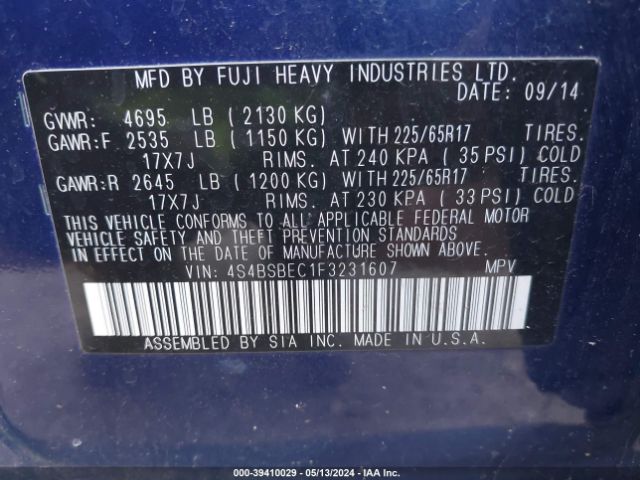 MFD BY FUJI HEAVY INDUSTRIES LTD.
DATE: 09/14
GVWR: 4695 LB ( 2130 KG)
GAWR:F 2535 LB ( 1150 KG) WITH 225/65R17 TIRES.
17X7J RIMS. AT 240 KPA ( 35 PSI) COLD
GAWR:R 2645 LB ( 1200 KG) WITH 225/65R17 TIRES.
17X7J RIMS. AT 230 KPA ( 33 PSI) COLD
THIS VEHICLE CONFORMS TO ALL APPLICABLE FEDERAL MOTOR
VEHICLE SAFETY AND THEFT PREVENTION STANDARDS
IN EFFECT ON THE DATE OF MANUFACTURE SHOWN ABOVE.
VIN: 4S4BSBEC1F3231607 MPV
ASSEMBLED BY SIA INC. MADE IN U.S.A.
000-39410029 - 05/13/2024 - IAA Inc.